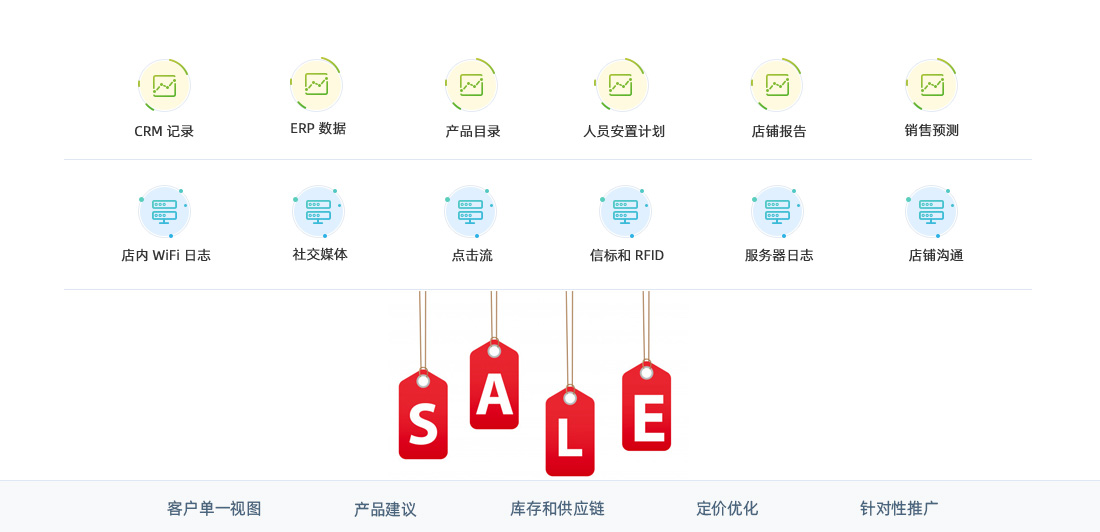 CRM 记录
ERP 数据
产品目录
人员安置计划
店铺报告
销售预测
店内 WiFi 日志
社交媒体
点击流
信标和 RFID
服务器日志
店铺沟通
SALE
客户单一视图
产品建议
库存和供应链
定价优化
针对性推广